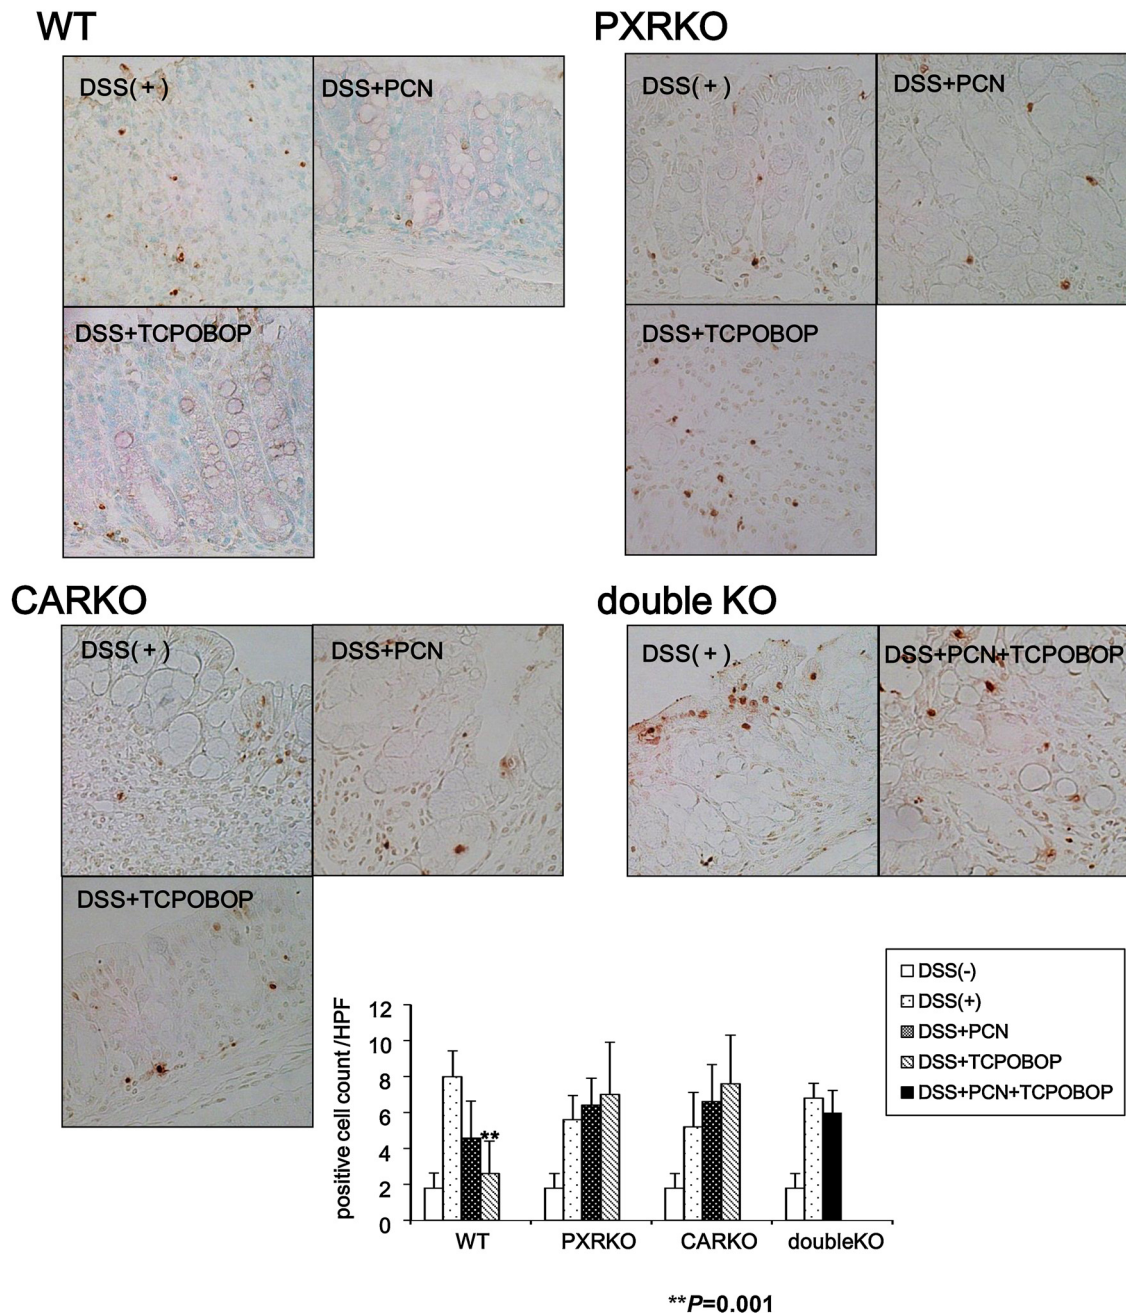 WT
DSS(+)
DSS+PCN
DSS+TCPOBOP
PXRKO
DSS(+)
DSS+PCN
DSS+TCPOBOP
CARKO
DSS(+)
DSS+PCN
DSS+TCPOBOP
double KO
DSS(+)
DSS+PCN+TCPOBOP
positive cell count/HPF
12
10
8
6
4
2
0
**
WT
PXRKO
CARKO
doubleKO
DSS(-)
DSS(+)
DSS+PCN
DSS+TCPOBOP
DSS+PCN+TCPOBOP
**P=0.001